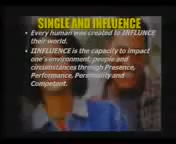 SINGLE AND INFLUENCE
• Every human was created to INFLUNCE
their world.
• IINFLUENCE is the capacity to impact
one's environment, people and
circumstances through Presence,
Performance, Personality and
Competent.